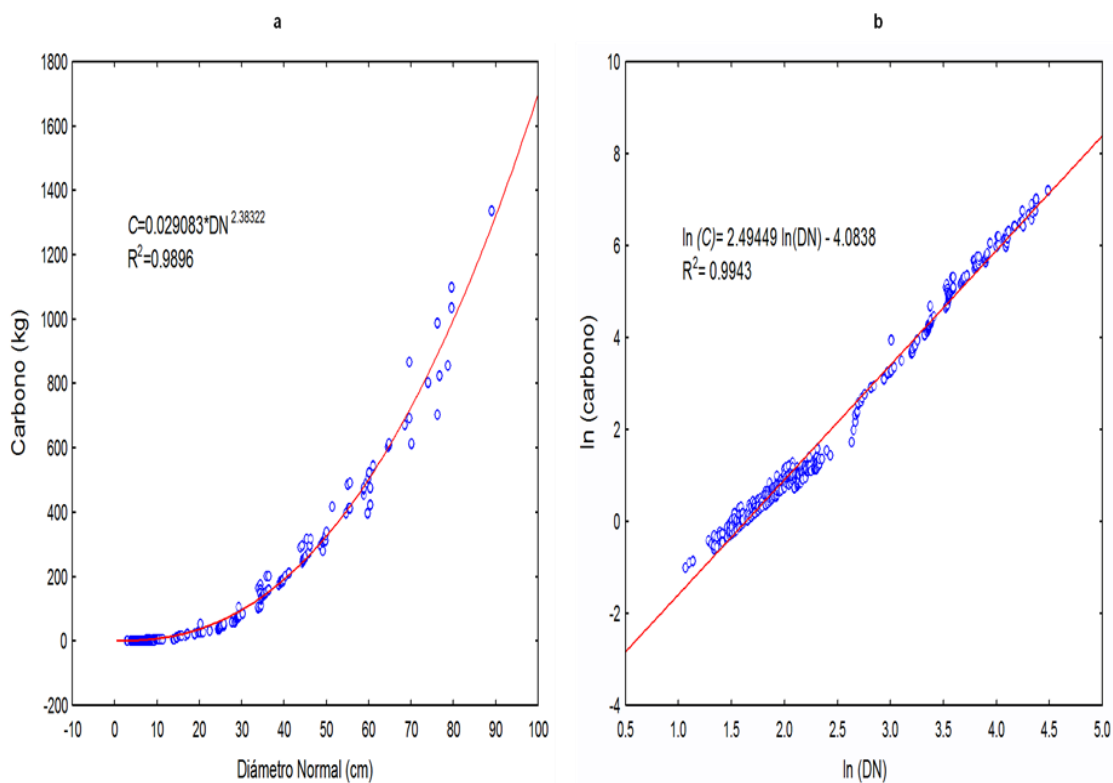 a
1800
1600
1400
1200
1000
800
600
400
200
0
-200
-10 0 10 20 30 40 50 60 70 80 90 100
Carbono (kg)
Diámetro Normal (cm)
C=0.029083*DN^2.38322
R²=0.9896
b
10
8
6
4
2
0
-2
-4
0.5 1.0 1.5 2.0 2.5 3.0 3.5 4.0 4.5 5.0
ln (carbono)
ln (DN)
ln (C)= 2.49449 ln(DN) - 4.0838
R²= 0.9943